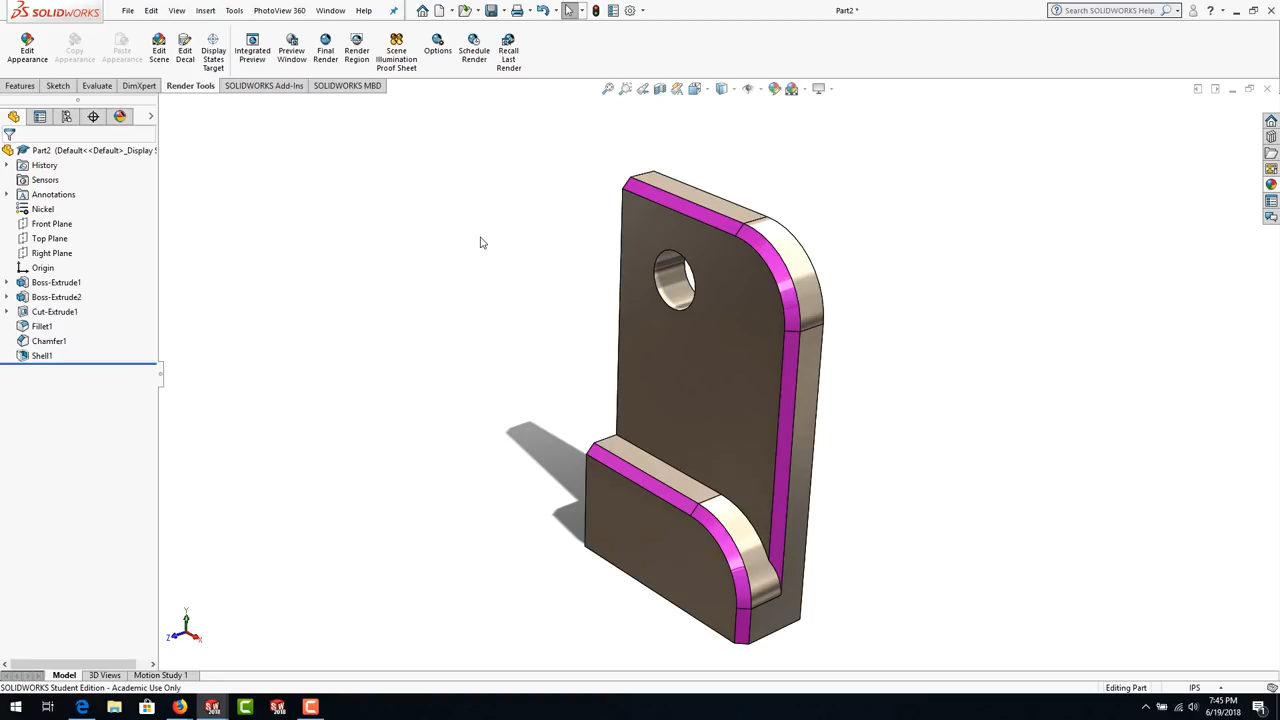 SOLIDWORKS File Edit View Insert Tools PhotoView 360 Window Help Part2 * Search SOLIDWORKS Help
Edit Appearance
Copy Appearance
Paste Appearance
Edit Scene
Edit Decal
Display States Target
Integrated Preview
Preview Window
Final Render
Render Region
Scene Illumination Proof Sheet
Options
Schedule Render
Recall Last Render
Features Sketch Evaluate DimXpert Render Tools SOLIDWORKS Add-Ins SOLIDWORKS MBD
Part2 (Default<<Default>_Display S
History
Sensors
Annotations
Nickel
Front Plane
Top Plane
Right Plane
Origin
Boss-Extrude1
Boss-Extrude2
Cut-Extrude1
Fillet1
Chamfer1
Shell1
Y
Z X
Model 3D Views Motion Study 1
SOLIDWORKS Student Edition - Academic Use Only Editing Part IPS
7:45 PM
6/19/2018